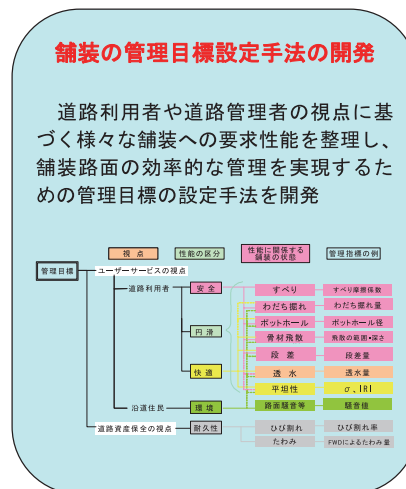 舗装の管理目標設定手法の開発
道路利用者や道路管理者の視点に基
づく様々な舗装への要求性能を整理し、
舗装路面の効率的な管理を実現するた
めの管理目標の設定手法を開発
視点 性能の区分 性能に関係する舗装の状態 管理指標の例
管理目標
ユーザーサービスの視点
道路利用者 安全 すべり すべり摩擦係数
わだち掘れ わだち掘れ量
ポットホール ポットホール径
円滑 骨材飛散 飛散の範囲・深さ
段差 段差量
快適 透水 透水量
平坦性 σ、IRI
沿道住民 環境 路面騒音等 騒音値
道路資産保全の視点 耐久性 ひび割れ ひび割れ率
たわみ FWDによるたわみ量